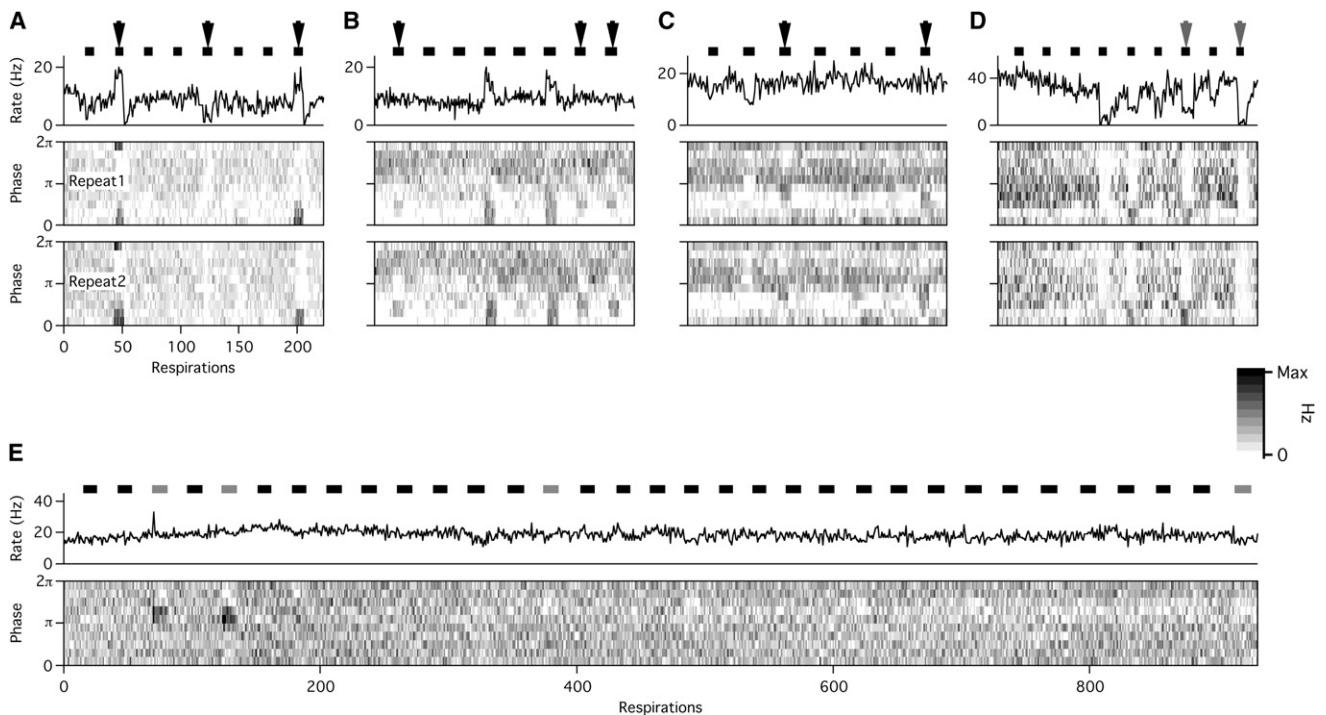 A
B
C
D
Rate (Hz)
20
0
20
0
20
0
40
0
Phase
2π
π
0
Repeat1
Phase
2π
π
0
Repeat2
0
50
100
150
200
Respirations
Max
0
Hz
E
Rate (Hz)
40
20
0
Phase
2π
π
0
0
200
400
600
800
Respirations